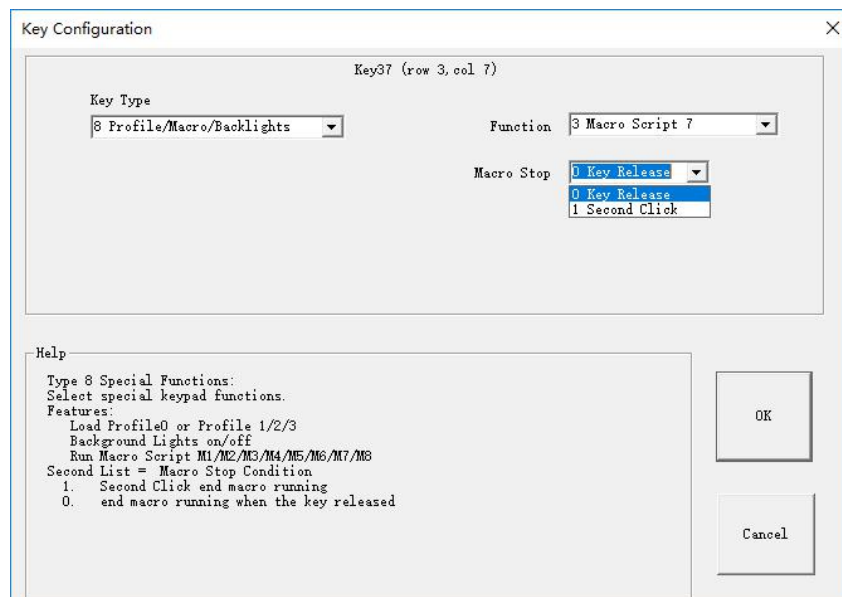 Key Configuration
Key37 (row 3, col 7)
Key Type
8 Profile/Macro/Backlights
Function
3 Macro Script 7
Macro Stop
0 Key Release
0 Key Release
1 Second Click
Help
Type 8 Special Functions:
Select special keypad functions.
Features:
Load Profile0 or Profile 1/2/3
Background Lights on/off
Run Macro Script M1/M2/M3/M4/M5/M6/M7/M8
Second List = Macro Stop Condition
1. Second Click end macro running
0. end macro running when the key released
OK
Cancel